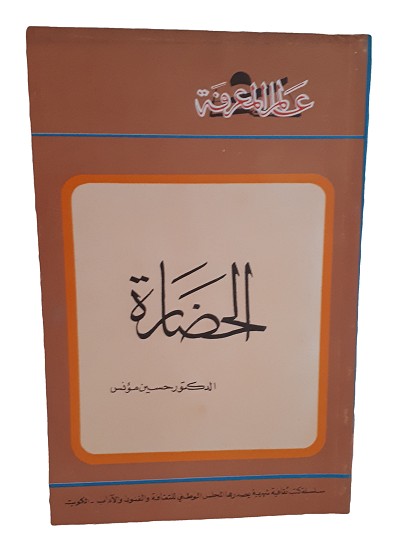 عالم المعرفة
الحضارة
الدكتور حسين مؤنس
سلسلة كتب ثقافية شهرية يصدرها المجلس الوطني للثقافة والفنون والآداب - الكويت